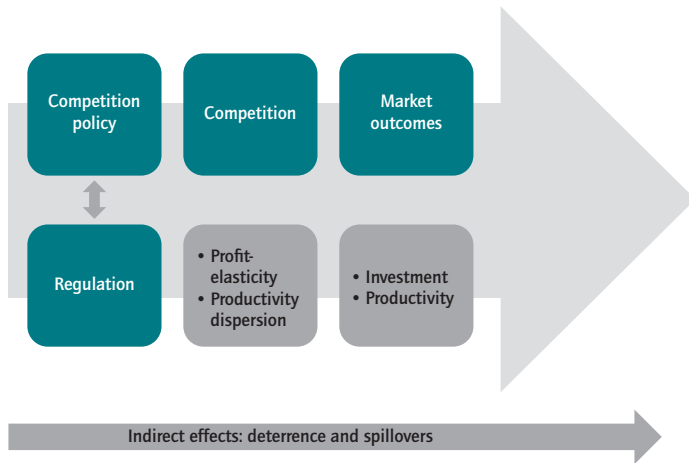 Competition
policy
Competition
Market
outcomes
Regulation
• Profit-
elasticity
• Productivity
dispersion
• Investment
• Productivity
Indirect effects: deterrence and spillovers